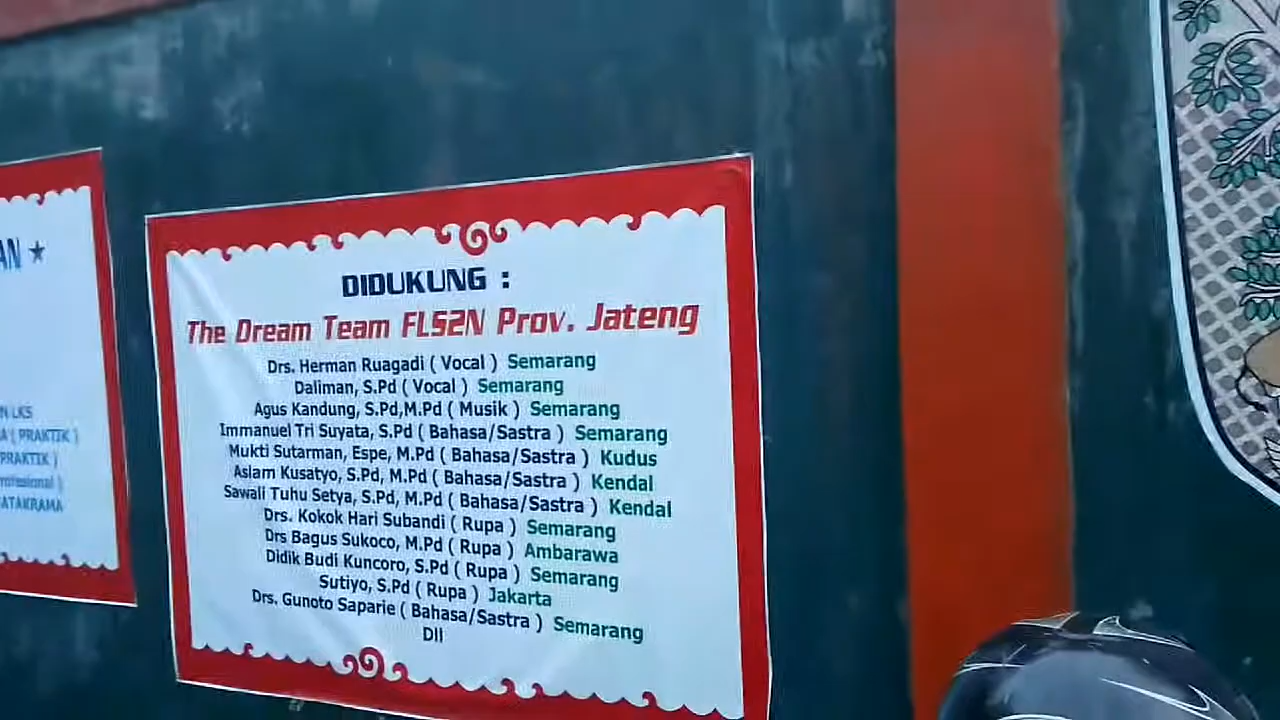 AN ★
N LKS
A ( PRAKTIK )
PRAKTIK )
rofessional )
ATAKRAMA
DIDUKUNG :
The Dream Team FLS2N Prov. Jateng
Drs. Herman Ruagadi ( Vocal ) Semarang
Daliman, S.Pd ( Vocal ) Semarang
Agus Kandung, S.Pd,M.Pd ( Musik ) Semarang
Immanuel Tri Suyata, S.Pd ( Bahasa/Sastra ) Semarang
Mukti Sutarman, Espe, M.Pd ( Bahasa/Sastra ) Kudus
Aslam Kusatyo, S.Pd, M.Pd ( Bahasa/Sastra ) Kendal
Sawali Tuhu Setya, S.Pd, M.Pd ( Bahasa/Sastra ) Kendal
Drs. Kokok Hari Subandi ( Rupa ) Semarang
Drs Bagus Sukoco, M.Pd ( Rupa ) Ambarawa
Didik Budi Kuncoro, S.Pd ( Rupa ) Semarang
Sutiyo, S.Pd ( Rupa ) Jakarta
Drs. Gunoto Saparie ( Bahasa/Sastra ) Semarang
Dll